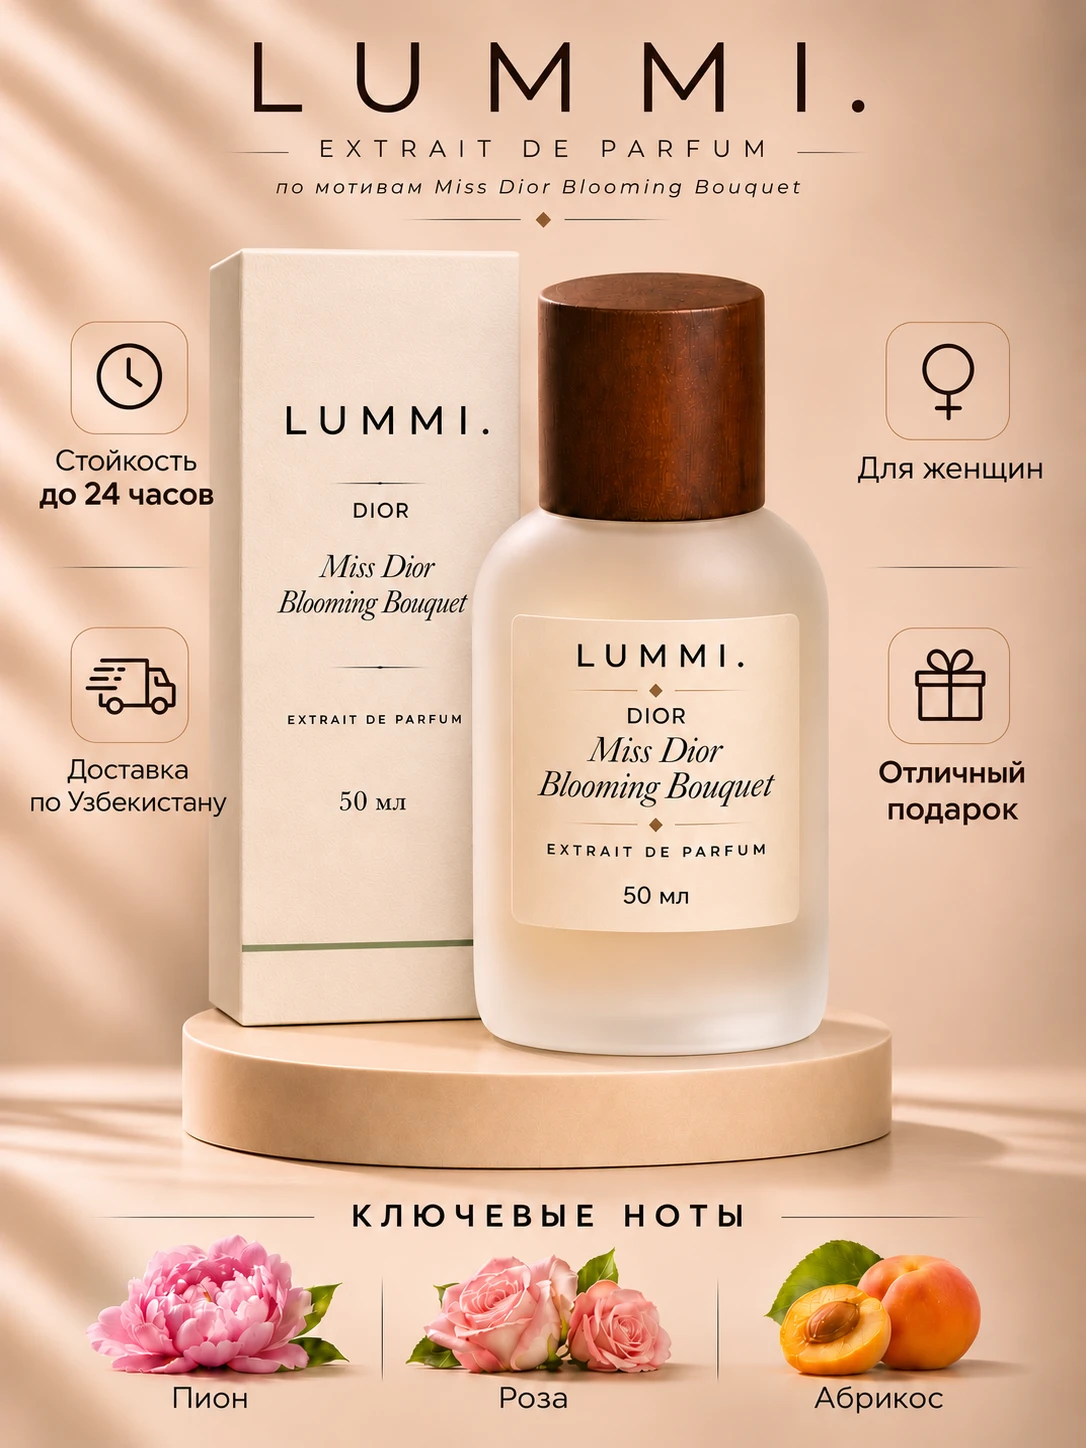 LUMMI.
EXTRAIT DE PARFUM
по мотивам Miss Dior Blooming Bouquet
Стойкость
до 24 часов
Для женщин
Доставка
по Узбекистану
Отличный
подарок
LUMMI.
DIOR
Miss Dior
Blooming Bouquet
EXTRAIT DE PARFUM
50 мл
LUMMI.
DIOR
Miss Dior
Blooming Bouquet
EXTRAIT DE PARFUM
50 мл
КЛЮЧЕВЫЕ НОТЫ
Пион
Роза
Абрикос